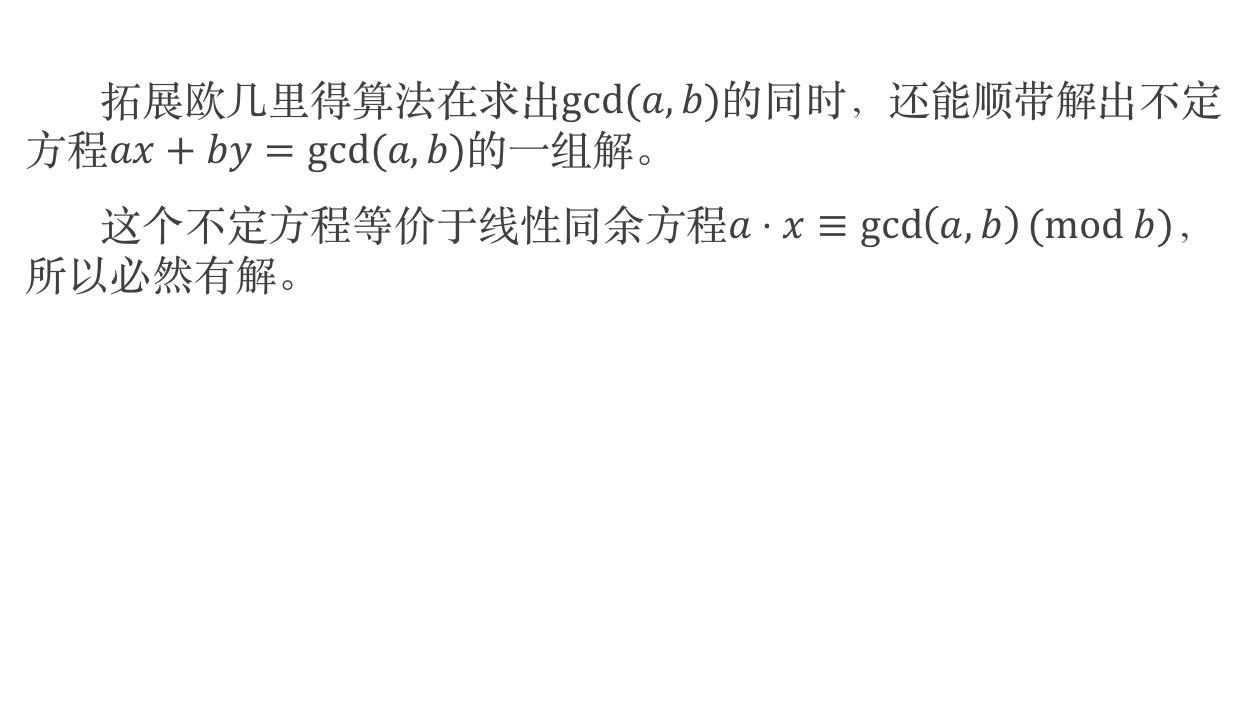 拓展欧几里得算法在求出gcd(a, b)的同时，还能顺带解出不定
方程ax + by = gcd(a, b)的一组解。
这个不定方程等价于线性同余方程a · x ≡ gcd(a, b) (mod b)，
所以必然有解。